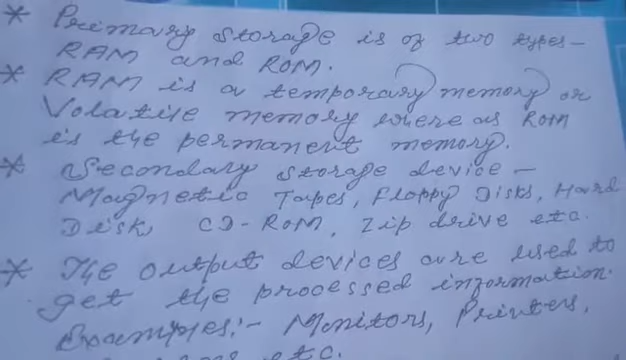 * Primary storage is of two types-
RAM and ROM.
* RAM is a temporary memory or
Volatile memory where as ROM
is the permanent memory.
* Secondary storage device -
Magnetic Tapes, Floppy Disks, Hard
Disk, CD-ROM, Zip drive etc.
* The output devices are used to
get the processed information.
Examples:- Monitors, Printers,
etc.